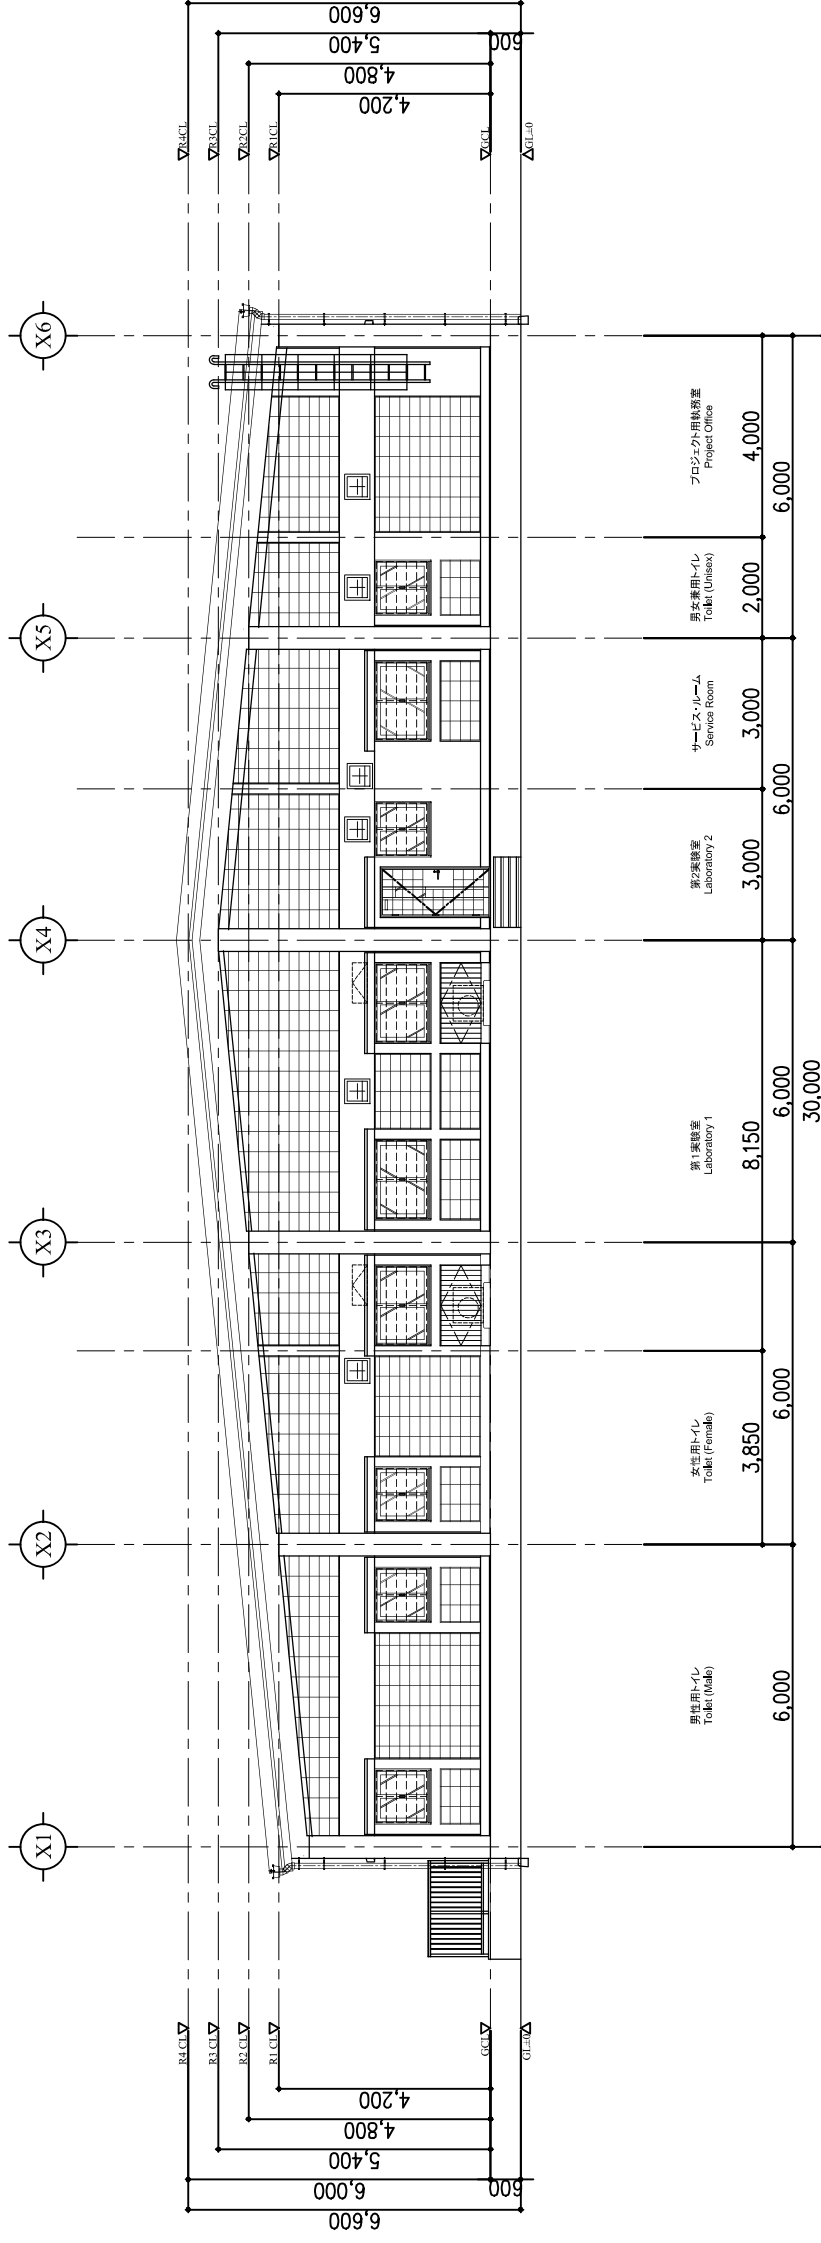 X1
X2
X3
X4
X5
X6
R4 CL
R3 CL
R2 CL
R1 CL
GCL
GL±0
6,600
6,000
5,400
4,800
4,200
600
R4CL
R3CL
R2CL
R1CL
GCL
GL±0
6,600
5,400
4,800
4,200
600
男性用トイレ
Toilet (Male)
女性用トイレ
Toilet (Female)
第1実験室
Laboratory 1
第2実験室
Laboratory 2
サービス・ルーム
Service Room
男女兼用トイレ
Toilet (Unisex)
プロジェクト用執務室
Project Office
3,850
8,150
3,000
3,000
2,000
4,000
6,000
6,000
6,000
6,000
6,000
30,000